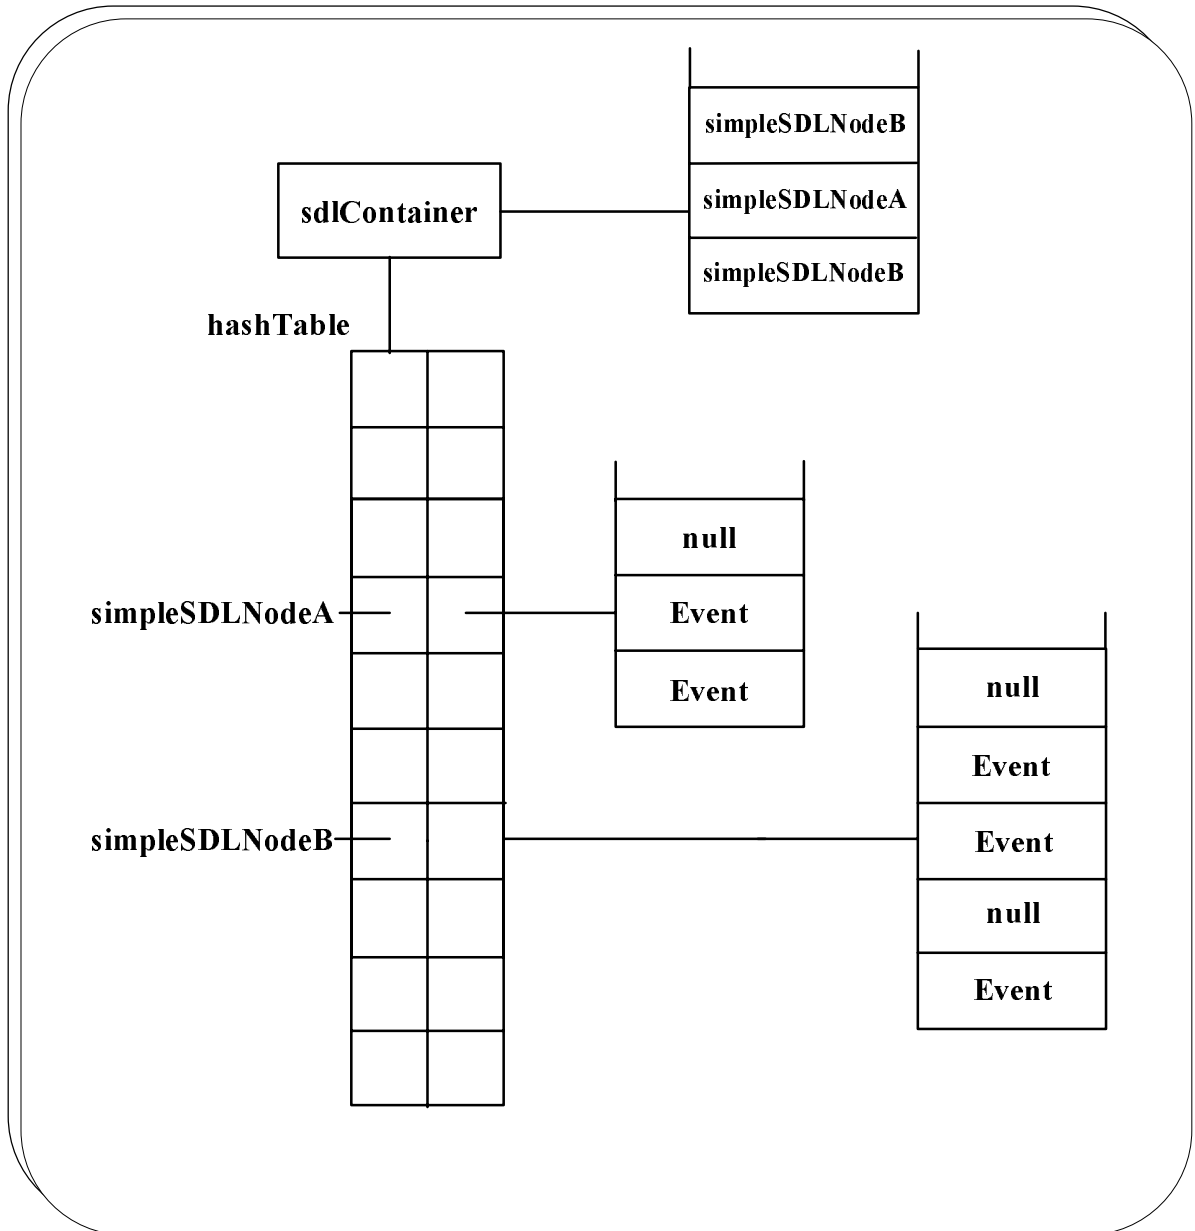 simpleSDLNodeB
simpleSDLNodeA
simpleSDLNodeB
sdlContainer
hashTable
null
simpleSDLNodeA
Event
Event
null
Event
simpleSDLNodeB
Event
null
Event